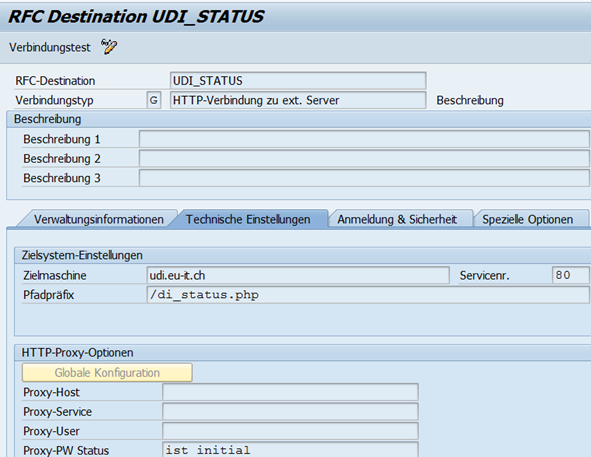 RFC Destination UDI_STATUS
Verbindungstest
RFC-Destination UDI_STATUS
Verbindungstyp G HTTP-Verbindung zu ext. Server Beschreibung
Beschreibung
Beschreibung 1
Beschreibung 2
Beschreibung 3
Verwaltungsinformationen Technische Einstellungen Anmeldung & Sicherheit Spezielle Optionen
Zielsystem-Einstellungen
Zielmaschine udi.eu-it.ch Servicenr. 80
Pfadpräfix /di_status.php
HTTP-Proxy-Optionen
Globale Konfiguration
Proxy-Host
Proxy-Service
Proxy-User
Proxy-PW Status ist initial